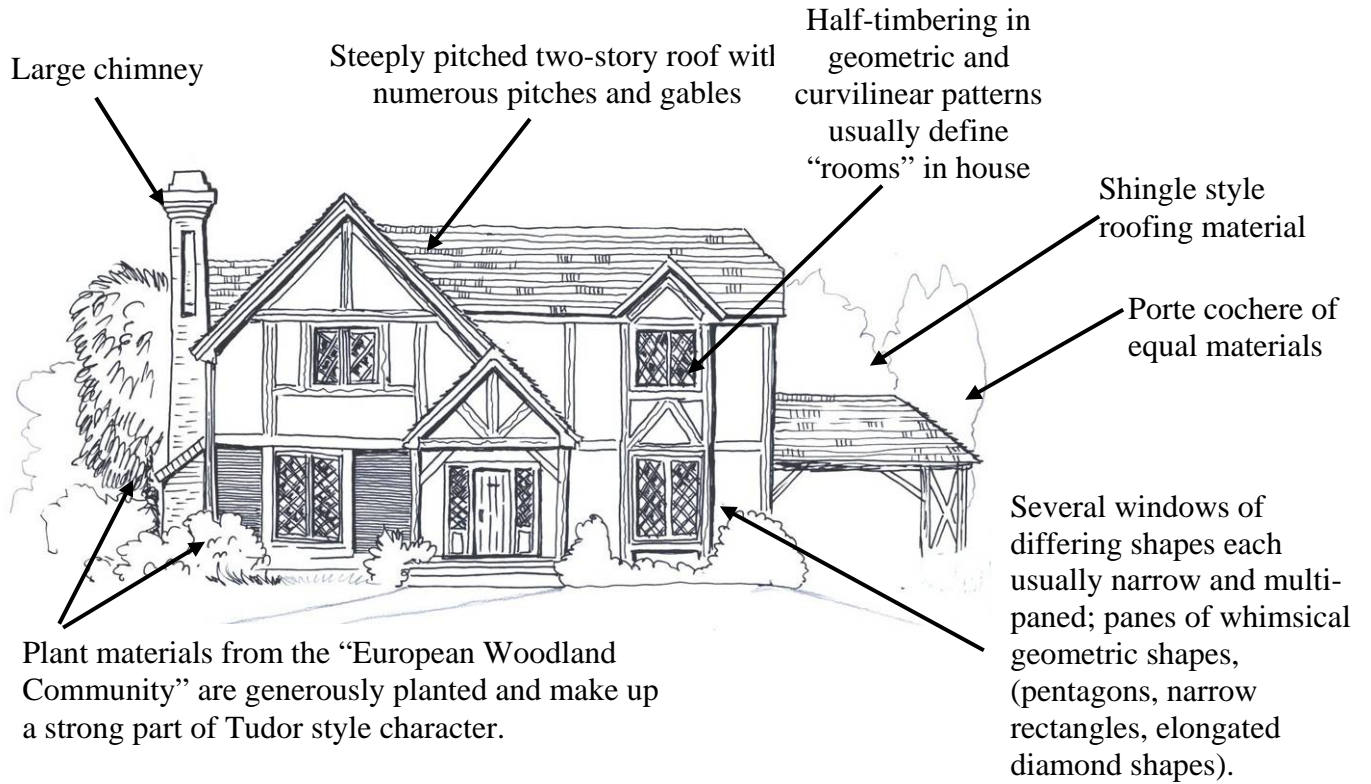 Large chimney
Steeply pitched two-story roof with
numerous pitches and gables
Half-timbering in
geometric and
curvilinear patterns
usually define
“rooms” in house
Shingle style
roofing material
Porte cochere of
equal materials
Several windows of
differing shapes each
usually narrow and multi-
paned; panes of whimsical
geometric shapes,
(pentagons, narrow
rectangles, elongated
diamond shapes).
Plant materials from the “European Woodland
Community” are generously planted and make up
a strong part of Tudor style character.